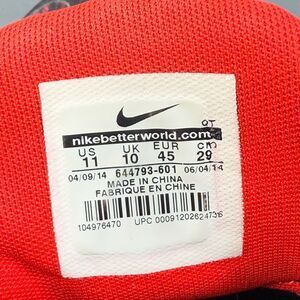 nikebetterworld.com
US UK EUR CM
11 10 45 29
04/09/14 644793-601 06/04/14
MADE IN CHINA
FABRIQUE EN CHINE
104976470 UPC